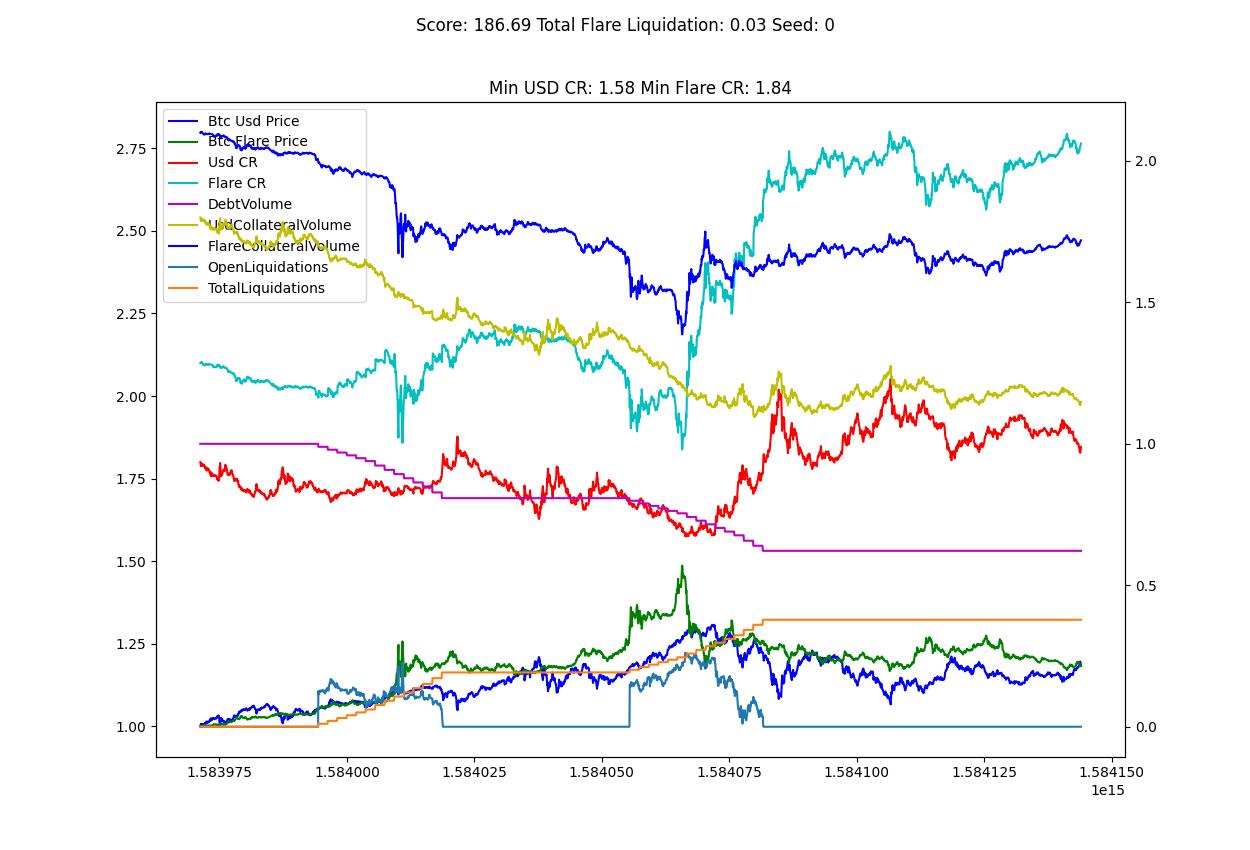 Score: 186.69 Total Flare Liquidation: 0.03 Seed: 0
Min USD CR: 1.58 Min Flare CR: 1.84
Btc Usd Price
Btc Flare Price
Usd CR
Flare CR
DebtVolume
UsdCollateralVolume
FlareCollateralVolume
OpenLiquidations
TotalLiquidations
2.75
2.50
2.25
2.00
1.75
1.50
1.25
1.00
2.0
1.5
1.0
0.5
0.0
1.583975 1.584000 1.584025 1.584050 1.584075 1.584100 1.584125 1.584150
1e15